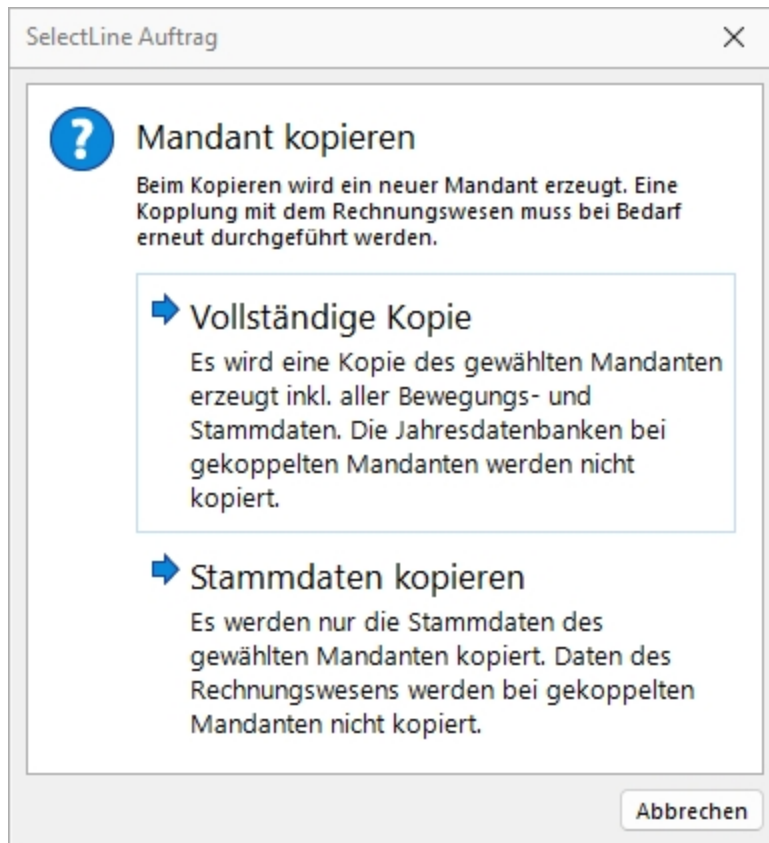 SelectLine Auftrag
Mandant kopieren
Beim Kopieren wird ein neuer Mandant erzeugt. Eine
Kopplung mit dem Rechnungswesen muss bei Bedarf
erneut durchgeführt werden.
Vollständige Kopie
Es wird eine Kopie des gewählten Mandanten
erzeugt inkl. aller Bewegungs- und
Stammdaten. Die Jahresdatenbanken bei
gekoppelten Mandanten werden nicht
kopiert.
Stammdaten kopieren
Es werden nur die Stammdaten des
gewählten Mandanten kopiert. Daten des
Rechnungswesens werden bei gekoppelten
Mandanten nicht kopiert.
Abbrechen